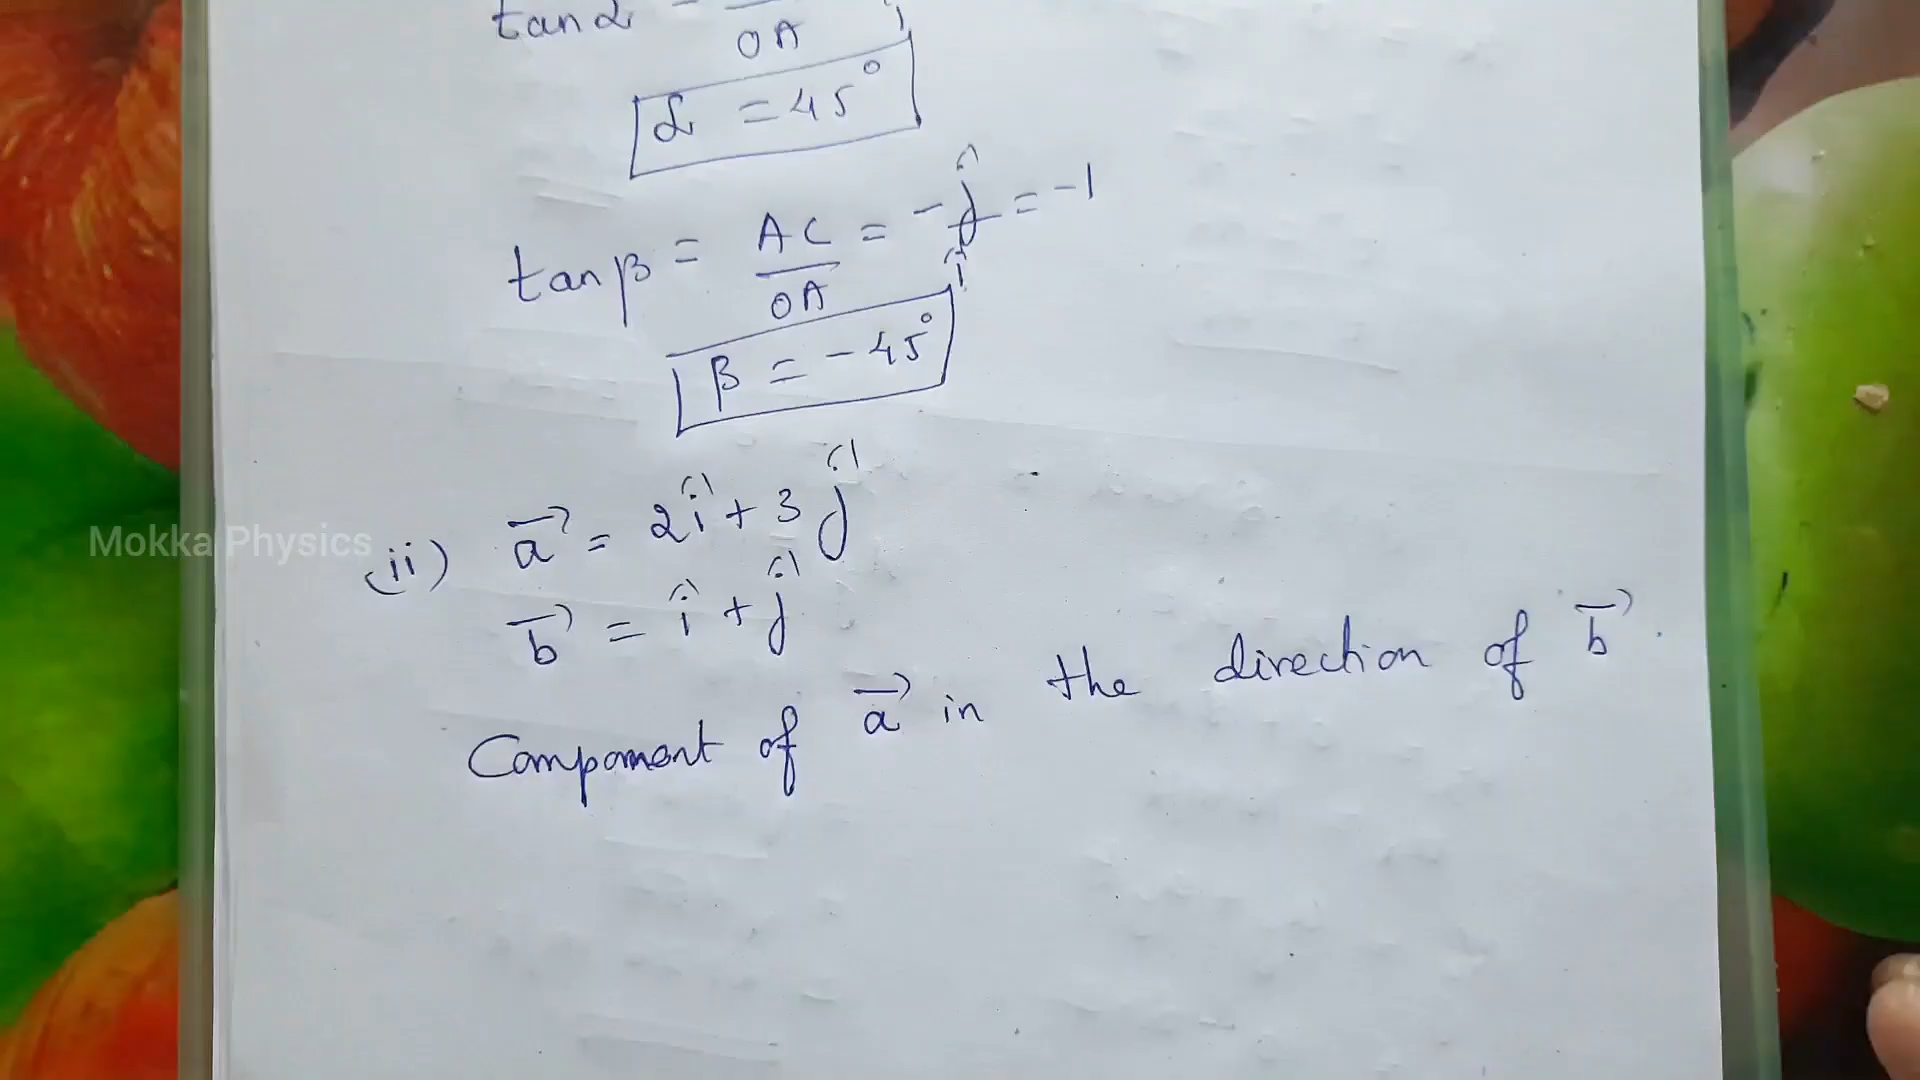 tan α = — OA i
α = 45°
tan β = AC/OA = -ĵ/î = -1
β = -45°
Mokka Physics
(ii) a⃗ = 2î + 3ĵ
b⃗ = î + ĵ
Component of a⃗ in the direction of b⃗.